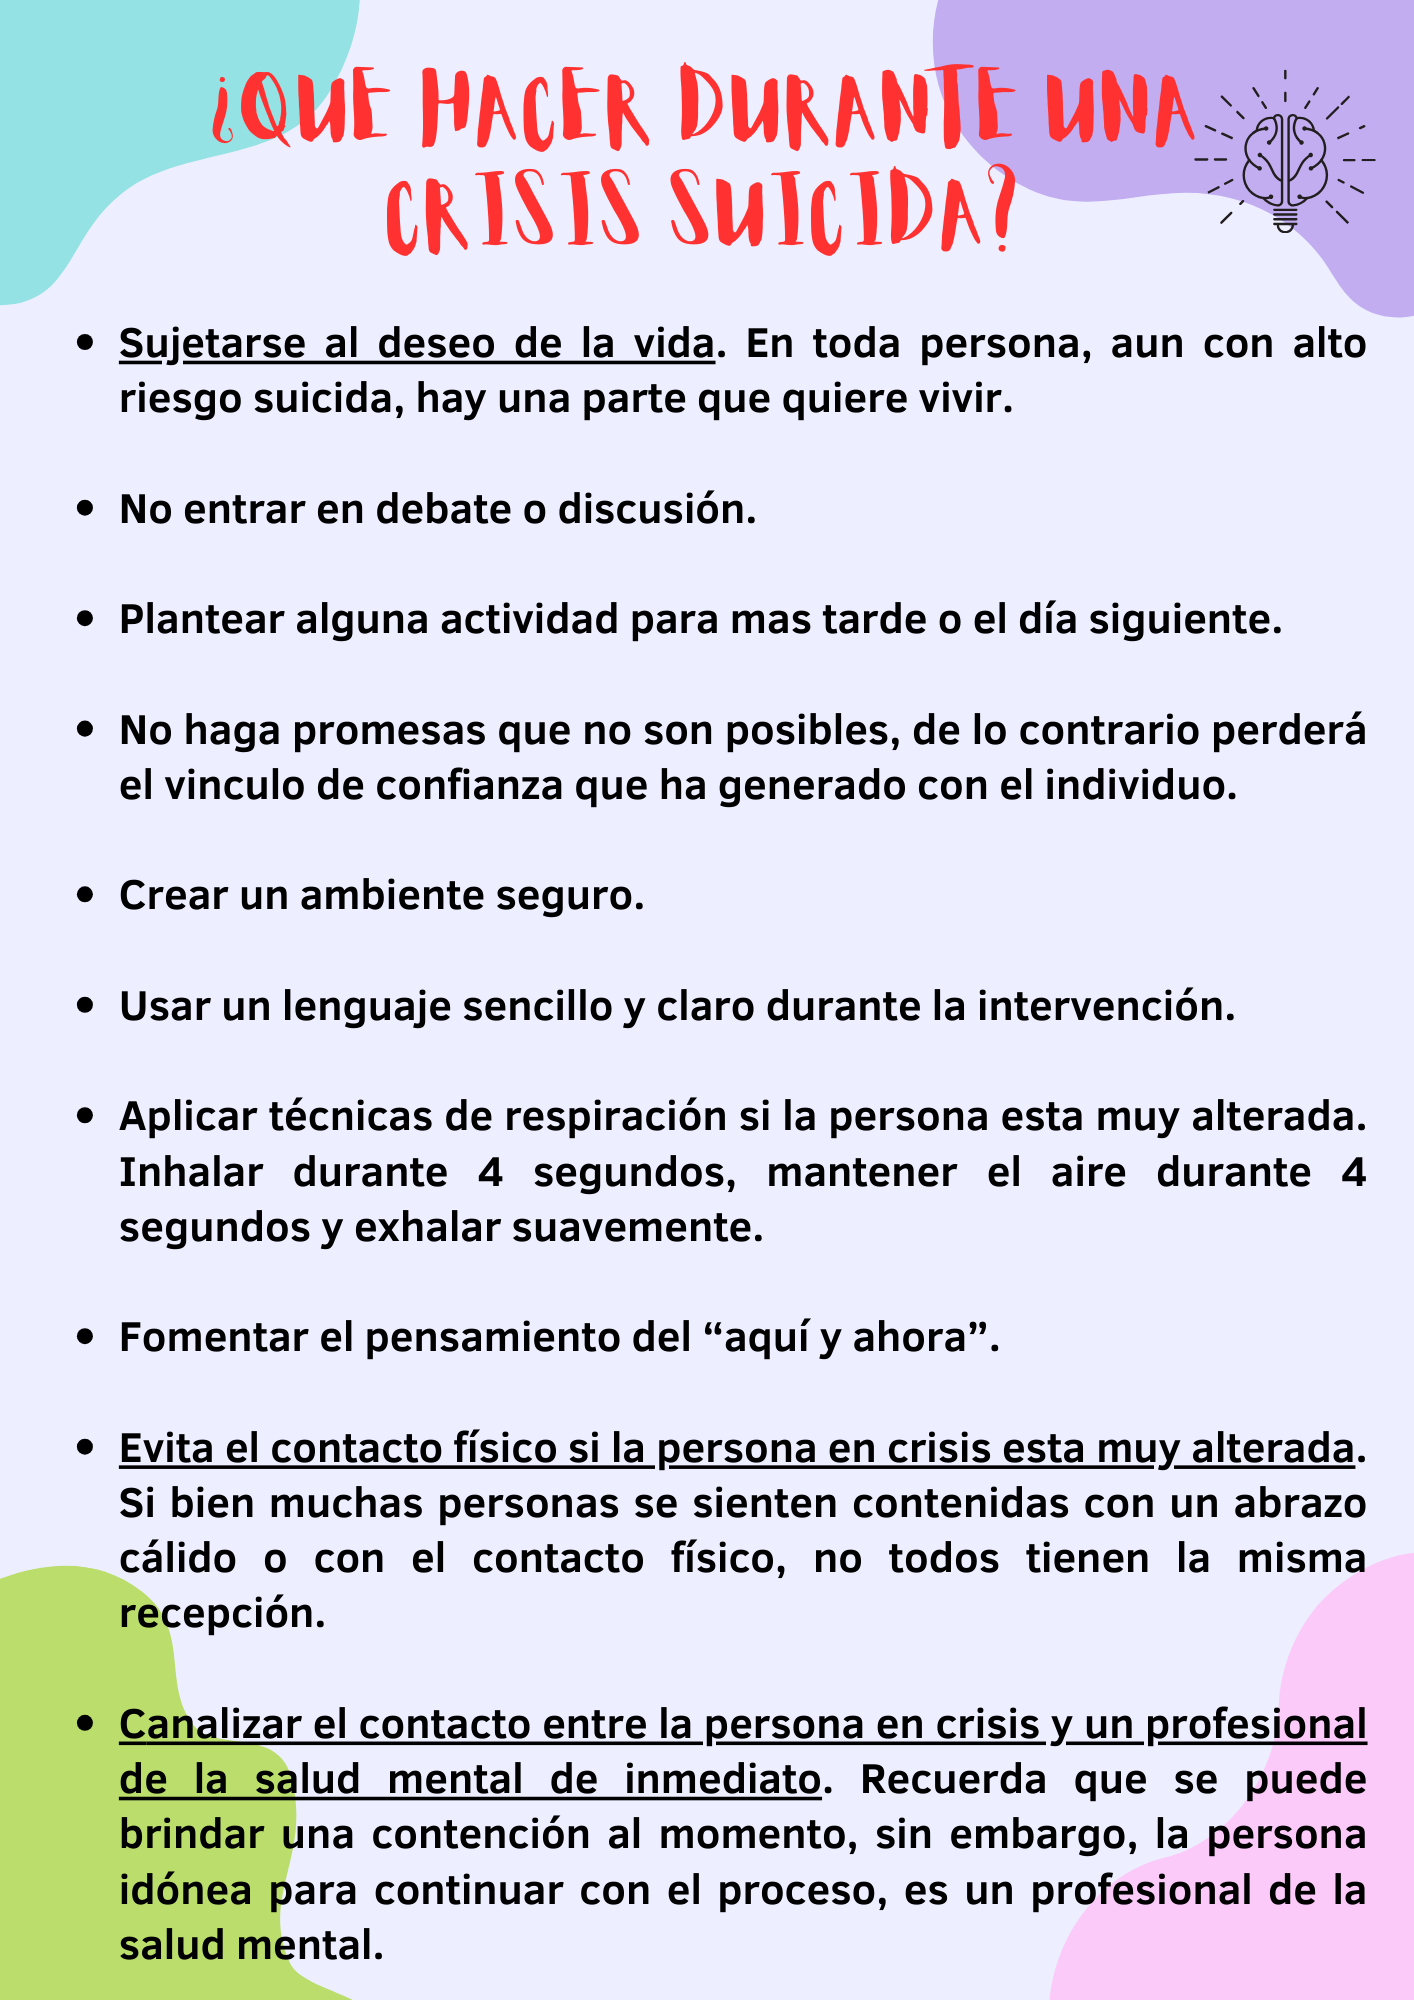 ¿QUE HACER DURANTE UNA
CRISIS SUICIDA?
Sujetarse al deseo de la vida. En toda persona, aun con alto
riesgo suicida, hay una parte que quiere vivir.
No entrar en debate o discusión.
Plantear alguna actividad para mas tarde o el día siguiente.
No haga promesas que no son posibles, de lo contrario perderá
el vinculo de confianza que ha generado con el individuo.
Crear un ambiente seguro.
Usar un lenguaje sencillo y claro durante la intervención.
Aplicar técnicas de respiración si la persona esta muy alterada.
Inhalar durante 4 segundos, mantener el aire durante 4
segundos y exhalar suavemente.
Fomentar el pensamiento del “aquí y ahora”.
Evita el contacto físico si la persona en crisis esta muy alterada.
Si bien muchas personas se sienten contenidas con un abrazo
cálido o con el contacto físico, no todos tienen la misma
recepción.
Canalizar el contacto entre la persona en crisis y un profesional
de la salud mental de inmediato. Recuerda que se puede
brindar una contención al momento, sin embargo, la persona
idónea para continuar con el proceso, es un profesional de la
salud mental.